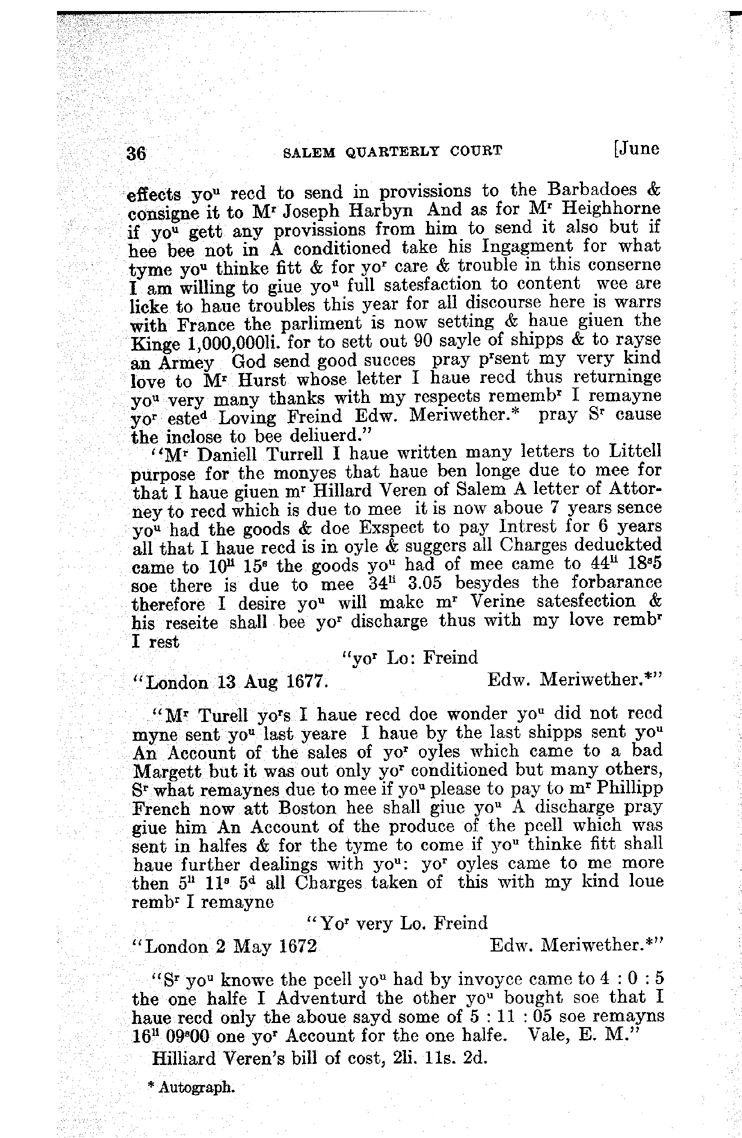 36 SALEM QUARTERLY COURT [June
effects yoᵘ recd to send in provissions to the Barbadoes &
consigne it to Mʳ Joseph Harbyn And as for Mʳ Heighhorne
if yoᵘ gett any provissions from him to send it also but if
hee bee not in A conditioned take his Ingagment for what
tyme yoᵘ thinke fitt & for yoʳ care & trouble in this conserne
I am willing to giue yoᵘ full satesfaction to content wee are
licke to haue troubles this year for all discourse here is warrs
with France the parliment is now setting & haue giuen the
Kinge 1,000,000li. for to sett out 90 sayle of shipps & to rayse
an Armey God send good succes pray pʳsent my very kind
love to Mʳ Hurst whose letter I haue recd thus returninge
yoᵘ very many thanks with my respects remembʳ I remayne
yoʳ esteᵈ Loving Freind Edw. Meriwether.* pray Sʳ cause
the inclose to bee deliuerd."
"Mʳ Daniell Turrell I haue written many letters to Littell
purpose for the monyes that haue ben longe due to mee for
that I haue giuen mʳ Hillard Veren of Salem A letter of Attor-
ney to recd which is due to mee it is now aboue 7 years sence
yoᵘ had the goods & doe Exspect to pay Intrest for 6 years
all that I haue recd is in oyle & suggers all Charges deduckted
came to 10ˡⁱ 15ˢ the goods yoᵘ had of mee came to 44ˡⁱ 18ˢ5
soe there is due to mee 34ˡⁱ 3.05 besydes the forbarance
therefore I desire yoᵘ will make mʳ Verine satesfection &
his reseite shall bee yoʳ discharge thus with my love rembʳ
I rest
"yoʳ Lo: Freind
"London 13 Aug 1677. Edw. Meriwether.*"
"Mʳ Turell yoʳs I haue recd doe wonder yoᵘ did not recd
myne sent yoᵘ last yeare I haue by the last shipps sent yoᵘ
An Account of the sales of yoʳ oyles which came to a bad
Margett but it was out only yoʳ conditioned but many others,
Sʳ what remaynes due to mee if yoᵘ please to pay to mʳ Phillipp
French now att Boston hee shall giue yoᵘ A discharge pray
giue him An Account of the produce of the pcell which was
sent in halfes & for the tyme to come if yoᵘ thinke fitt shall
haue further dealings with yoᵘ: yoʳ oyles came to me more
then 5ˡⁱ 11ˢ 5ᵈ all Charges taken of this with my kind loue
rembʳ I remayne
"Yoʳ very Lo. Freind
"London 2 May 1672 Edw. Meriwether.*"
"Sʳ yoᵘ knowe the pcell yoᵘ had by invoyce came to 4 : 0 : 5
the one halfe I Adventurd the other yoᵘ bought soe that I
haue recd only the aboue sayd some of 5 : 11 : 05 soe remayns
16ˡⁱ 09ˢ00 one yoʳ Account for the one halfe. Vale, E. M."
Hilliard Veren's bill of cost, 2li. 11s. 2d.
* Autograph.